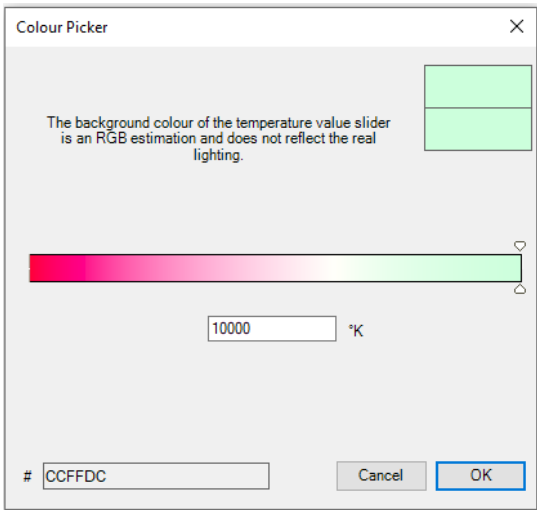 Colour Picker
The background colour of the temperature value slider
is an RGB estimation and does not reflect the real
lighting.
10000 °K
# CCFFDC Cancel OK